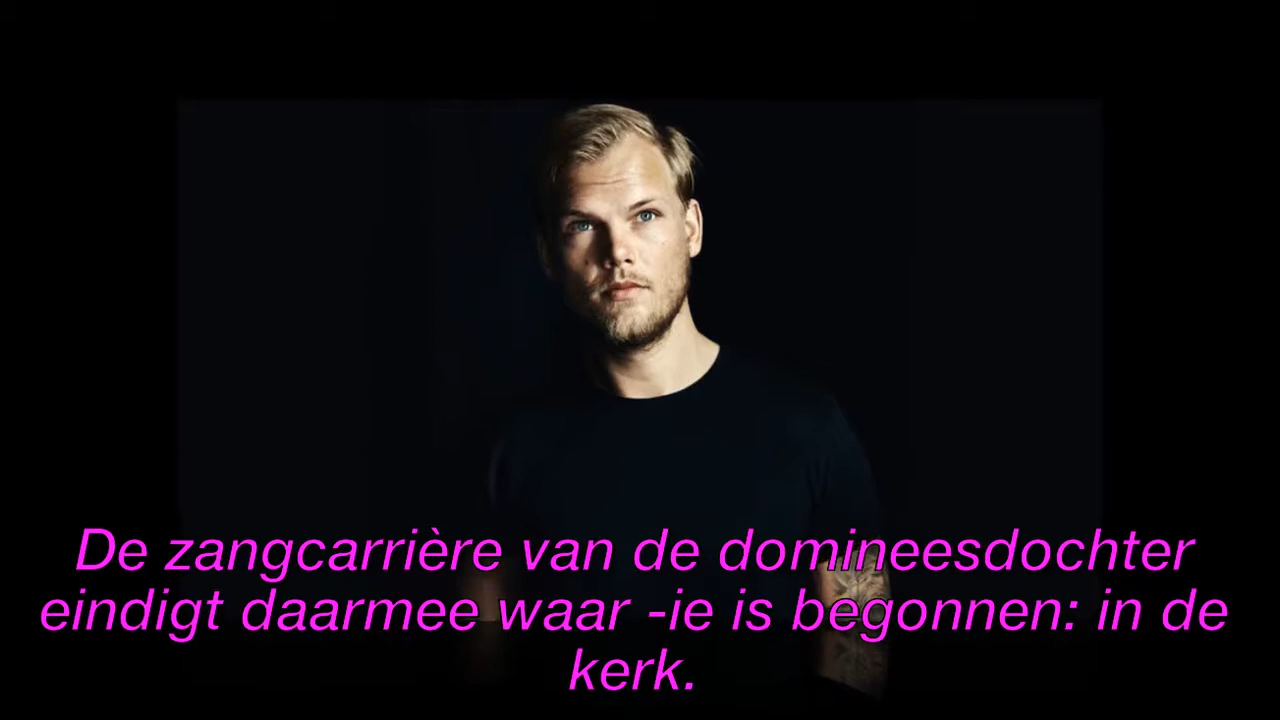 De zangcarrière van de domineesdochter
eindigt daarmee waar -ie is begonnen: in de
kerk.